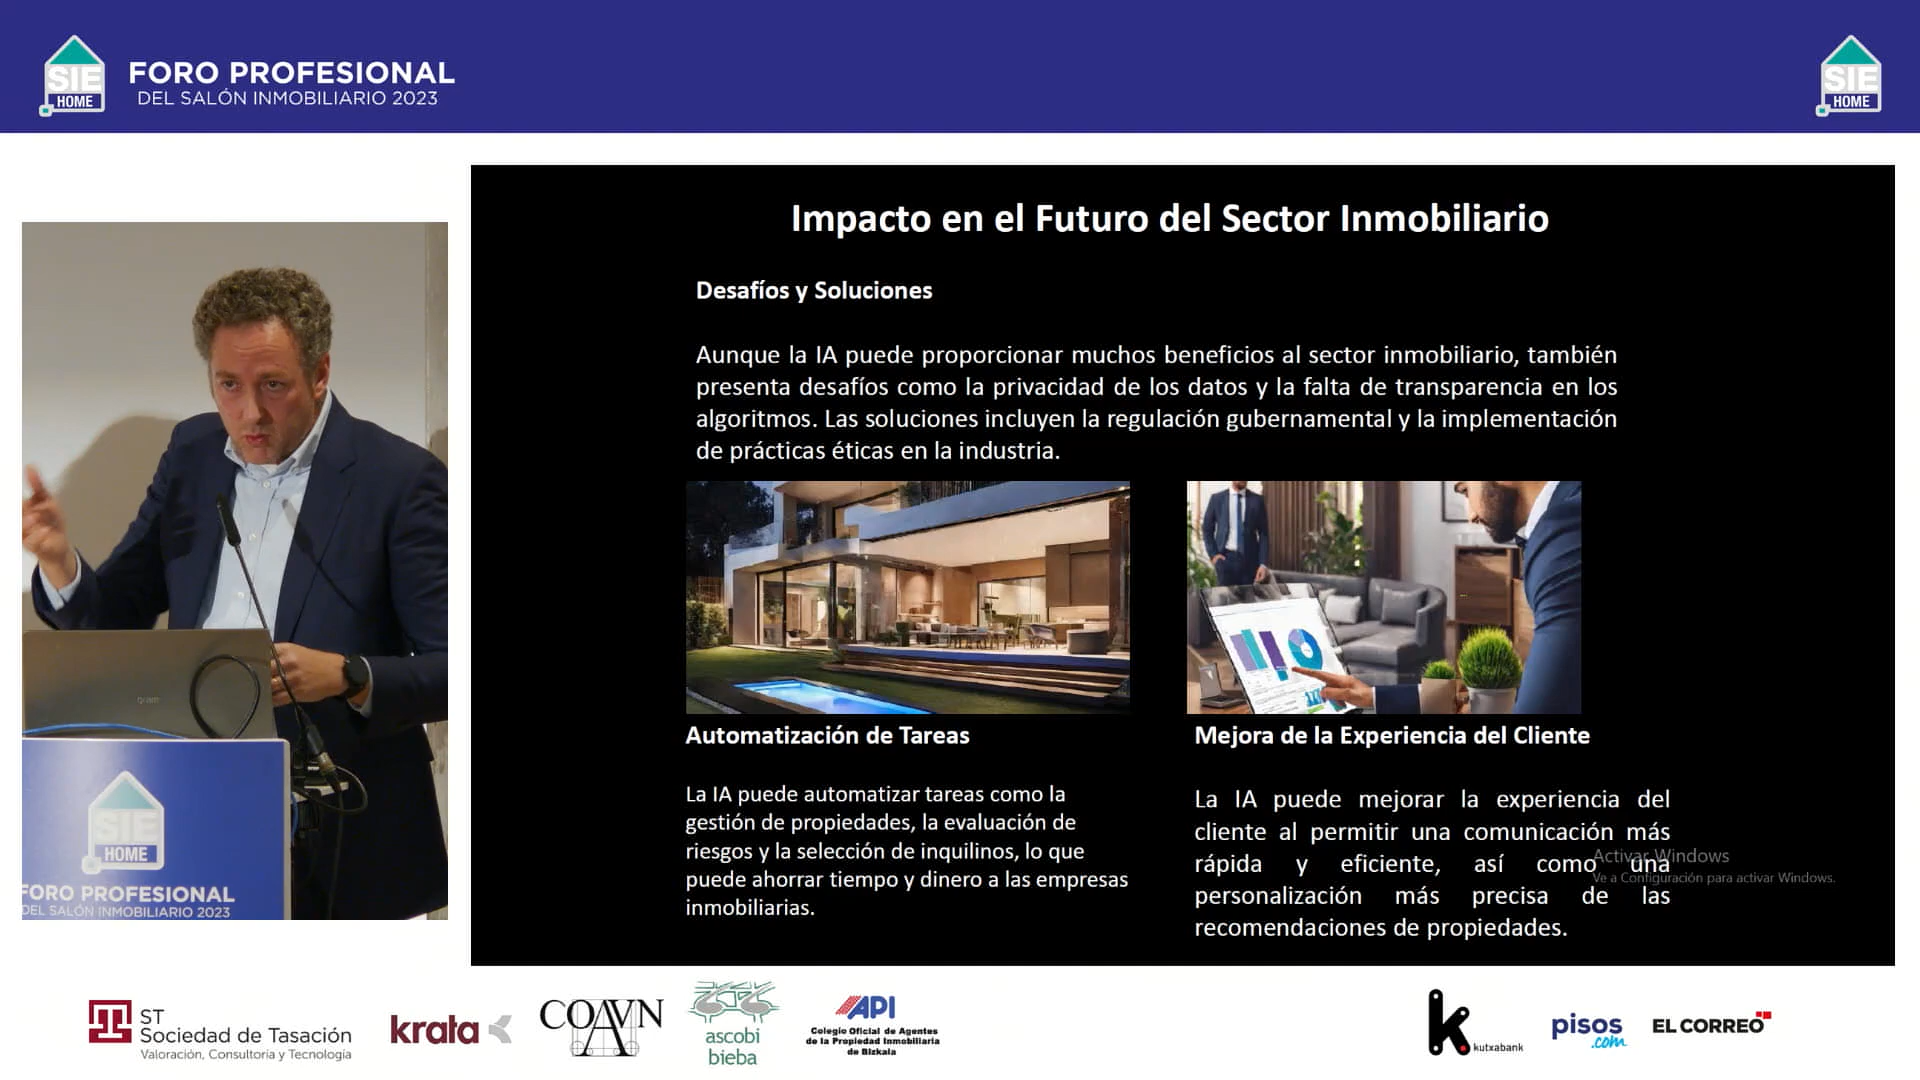 SIE
HOME
FORO PROFESIONAL
DEL SALÓN INMOBILIARIO 2023
SIE
HOME
Impacto en el Futuro del Sector Inmobiliario
Desafíos y Soluciones
Aunque la IA puede proporcionar muchos beneficios al sector inmobiliario, también
presenta desafíos como la privacidad de los datos y la falta de transparencia en los
algoritmos. Las soluciones incluyen la regulación gubernamental y la implementación
de prácticas éticas en la industria.
Automatización de Tareas
La IA puede automatizar tareas como la
gestión de propiedades, la evaluación de
riesgos y la selección de inquilinos, lo que
puede ahorrar tiempo y dinero a las empresas
inmobiliarias.
Mejora de la Experiencia del Cliente
La IA puede mejorar la experiencia del
cliente al permitir una comunicación más
rápida y eficiente, así como una
personalización más precisa de las
recomendaciones de propiedades.
Activar Windows
Ve a Configuración para activar Windows.
gram
SIE
HOME
FORO PROFESIONAL
DEL SALÓN INMOBILIARIO 2023
ST
Sociedad de Tasación
Valoración, Consultoría y Tecnología
krata
COAVN
ascobi
bieba
API
Colegio Oficial de Agentes
de la Propiedad Inmobiliaria
de Bizkaia
k
kutxabank
pisos
.com
EL CORREO